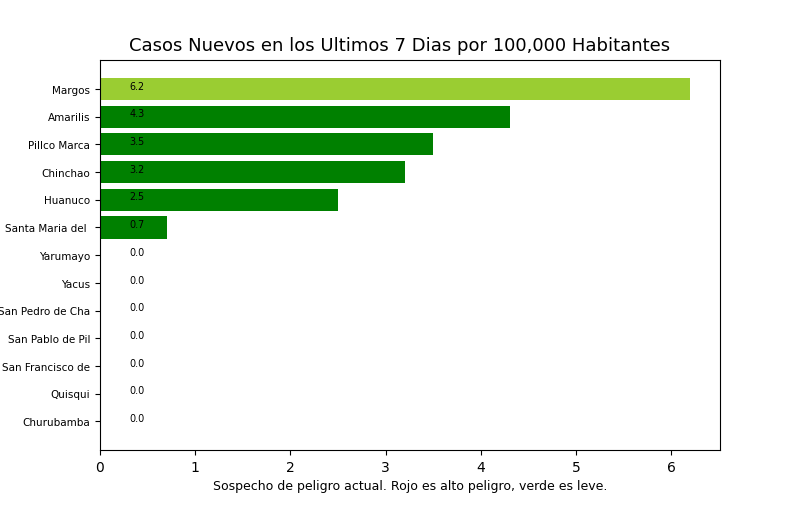 Casos Nuevos en los Ultimos 7 Dias por 100,000 Habitantes
Margos 6.2
Amarilis 4.3
Pillco Marca 3.5
Chinchao 3.2
Huanuco 2.5
Santa Maria del 0.7
Yarumayo 0.0
Yacus 0.0
San Pedro de Cha 0.0
San Pablo de Pil 0.0
San Francisco de 0.0
Quisqui 0.0
Churubamba 0.0
0 1 2 3 4 5 6
Sospecho de peligro actual. Rojo es alto peligro, verde es leve.